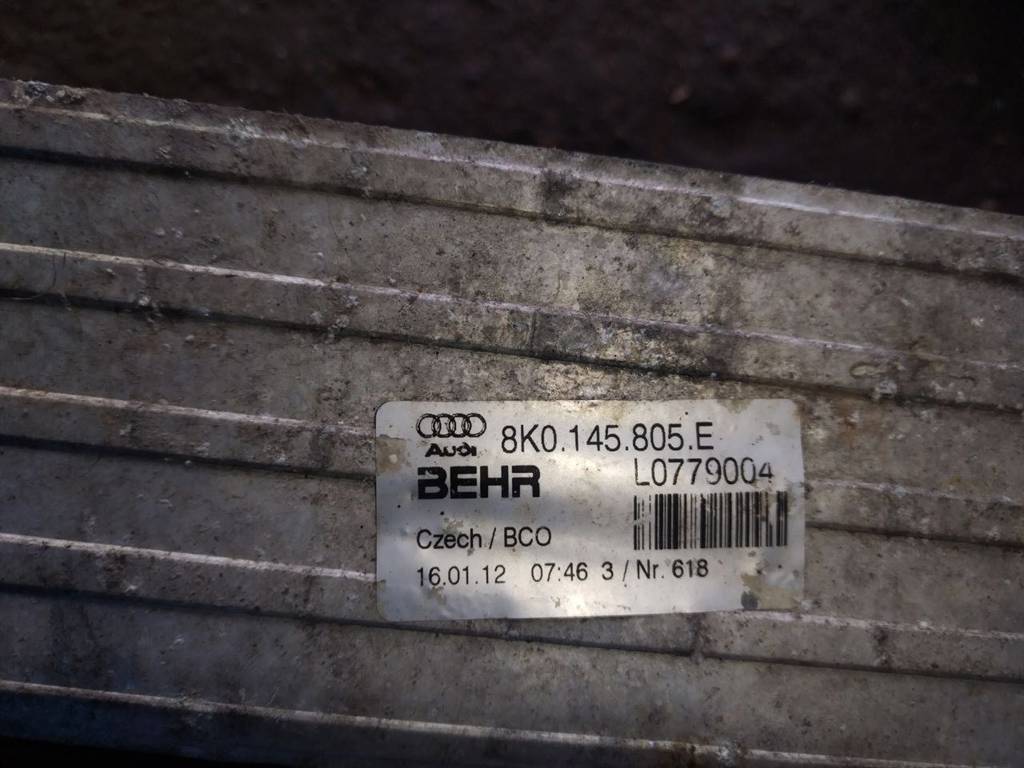 8K0.145.805.E
Audi
BEHR
L0779004
Czech / BCO
16.01.12 07:46 3 / Nr. 618